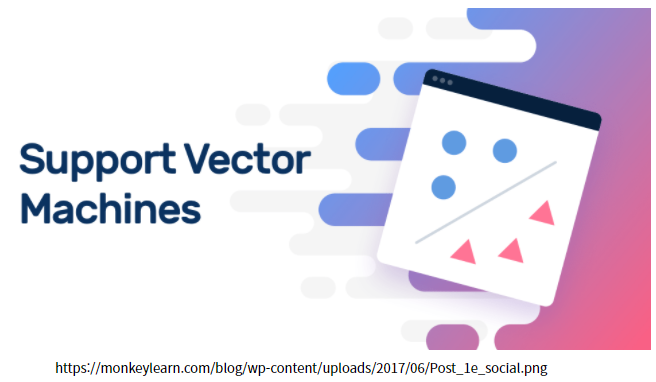 Support Vector
Machines
https://monkeylearn.com/blog/wp-content/uploads/2017/06/Post_1e_social.png